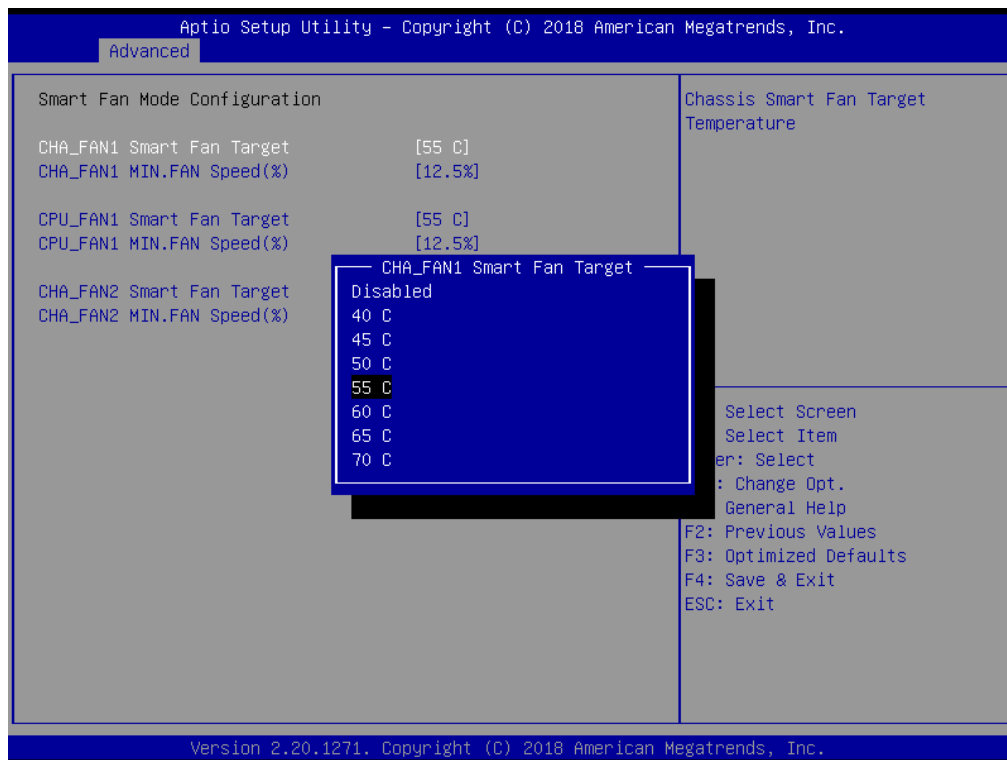 Aptio Setup Utility – Copyright (C) 2018 American Megatrends, Inc.
Advanced
Smart Fan Mode Configuration
CHA_FAN1 Smart Fan Target [55 C]
CHA_FAN1 MIN.FAN Speed(%) [12.5%]
CPU_FAN1 Smart Fan Target [55 C]
CPU_FAN1 MIN.FAN Speed(%) [12.5%]
CHA_FAN2 Smart Fan Target
CHA_FAN2 MIN.FAN Speed(%)
CHA_FAN1 Smart Fan Target
Disabled
40 C
45 C
50 C
55 C
60 C
65 C
70 C
Chassis Smart Fan Target
Temperature
Select Screen
Select Item
er: Select
: Change Opt.
General Help
F2: Previous Values
F3: Optimized Defaults
F4: Save & Exit
ESC: Exit
Version 2.20.1271. Copyright (C) 2018 American Megatrends, Inc.